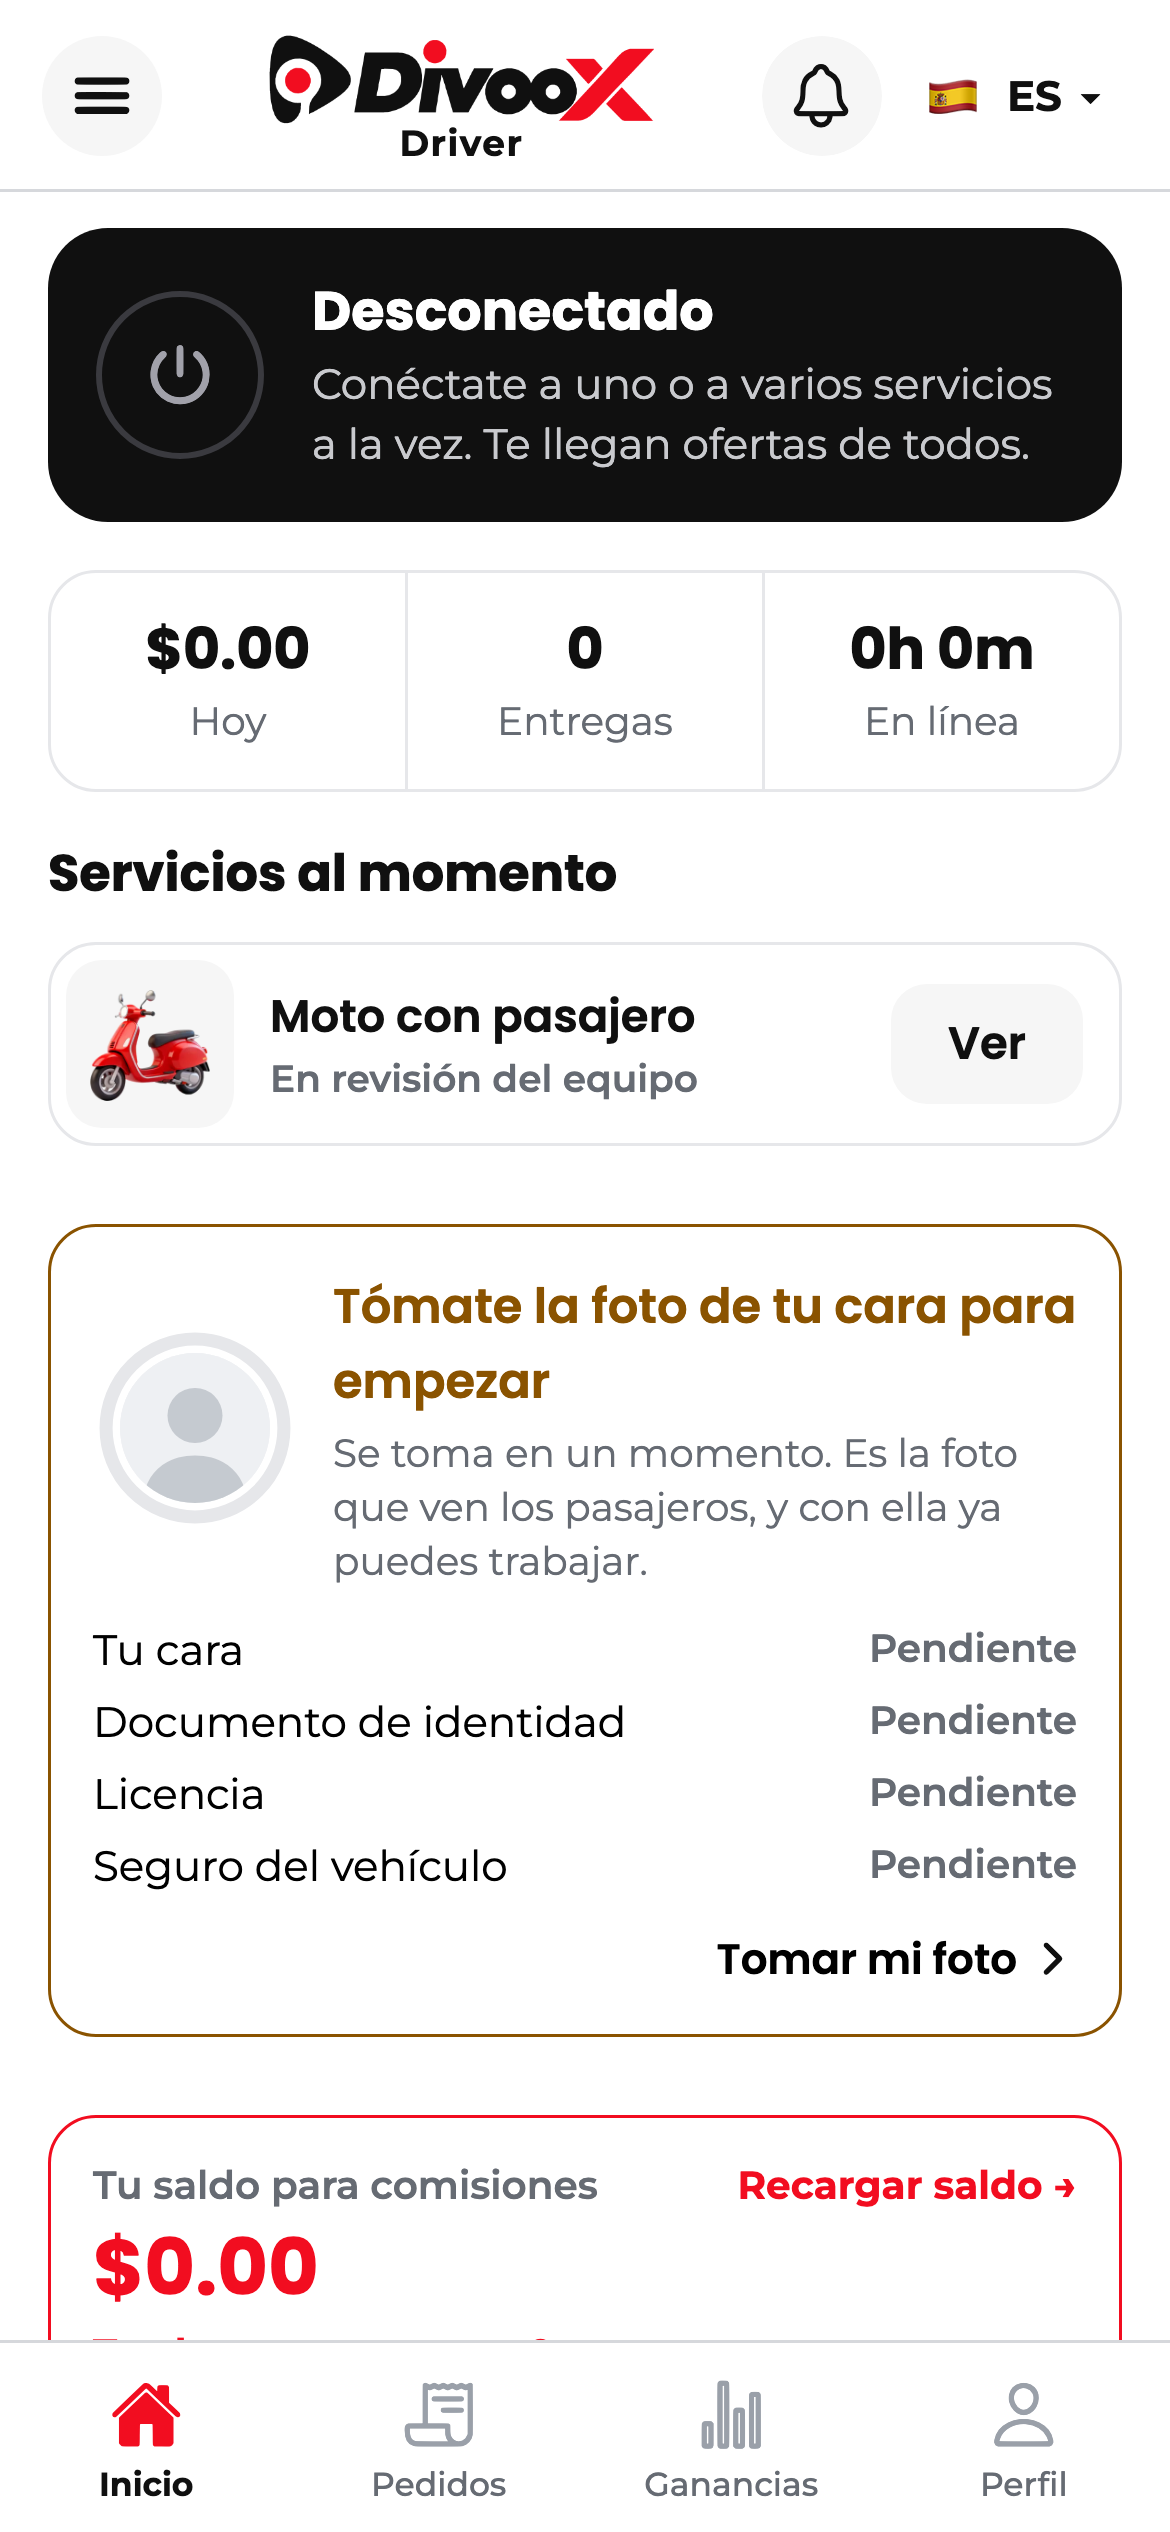 DivooX
Driver
ES
Desconectado
Conéctate a uno o a varios servicios
a la vez. Te llegan ofertas de todos.
$0.00
Hoy
0
Entregas
0h 0m
En línea
Servicios al momento
Moto con pasajero
En revisión del equipo
Ver
Tómate la foto de tu cara para
empezar
Se toma en un momento. Es la foto
que ven los pasajeros, y con ella ya
puedes trabajar.
Tu cara
Pendiente
Documento de identidad
Pendiente
Licencia
Pendiente
Seguro del vehículo
Pendiente
Tomar mi foto
Tu saldo para comisiones
Recargar saldo →
$0.00
Inicio
Pedidos
Ganancias
Perfil